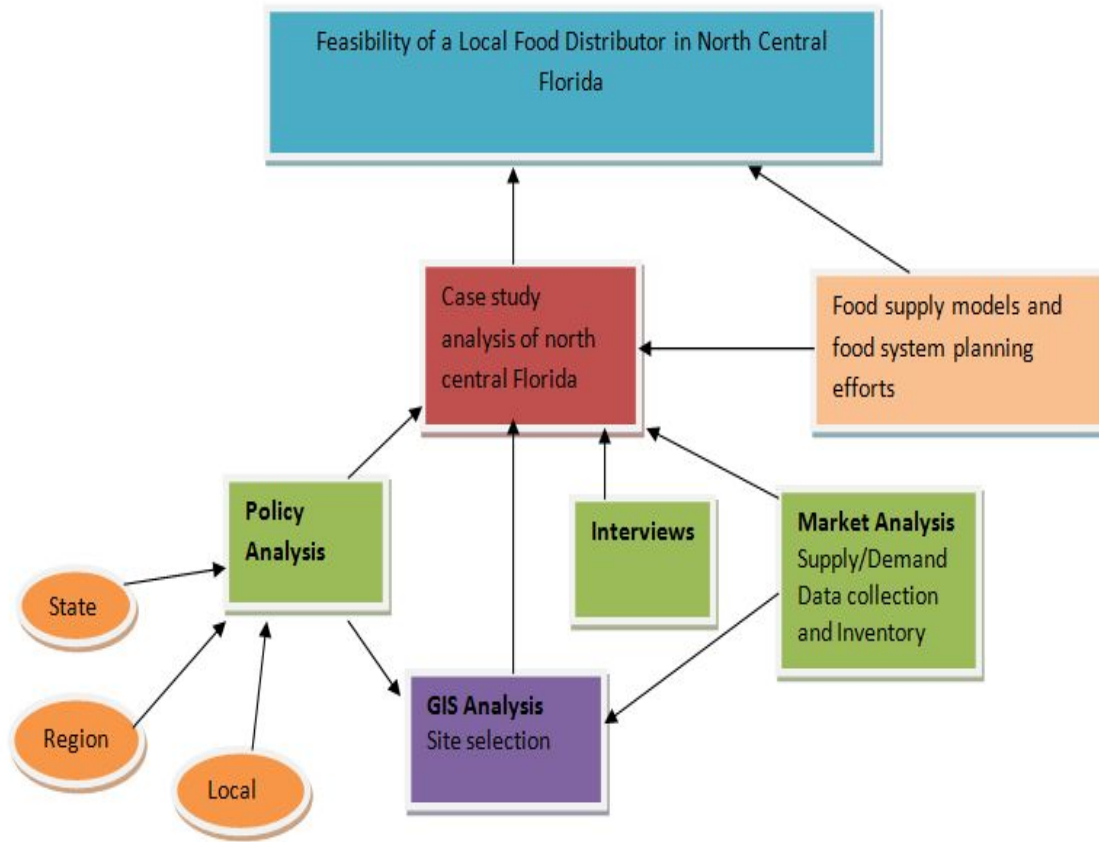 Feasibility of a Local Food Distributor in North Central
Florida
Case study
analysis of north
central Florida
Food supply models and
food system planning
efforts
Policy
Analysis
Interviews
Market Analysis
Supply/Demand
Data collection
and Inventory
State
Region
Local
GIS Analysis
Site selection